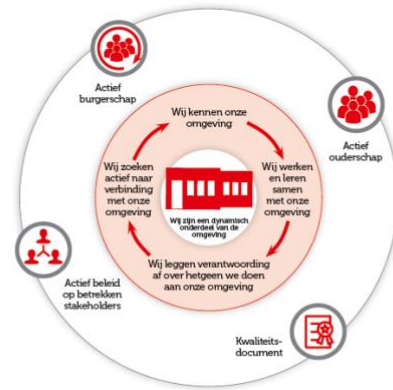 Actief
burgerschap
Actief
ouderschap
Wij kennen onze
omgeving
Wij zoeken
actief naar
verbinding
met onze
omgeving
Wij werken
en leren
samen
met onze
omgeving
Wij zijn een dynamisch
onderdeel van de
omgeving
Wij leggen verantwoording
af over hetgeen we doen
aan onze omgeving
Actief beleid
op betrekken
stakeholders
Kwaliteits-
document